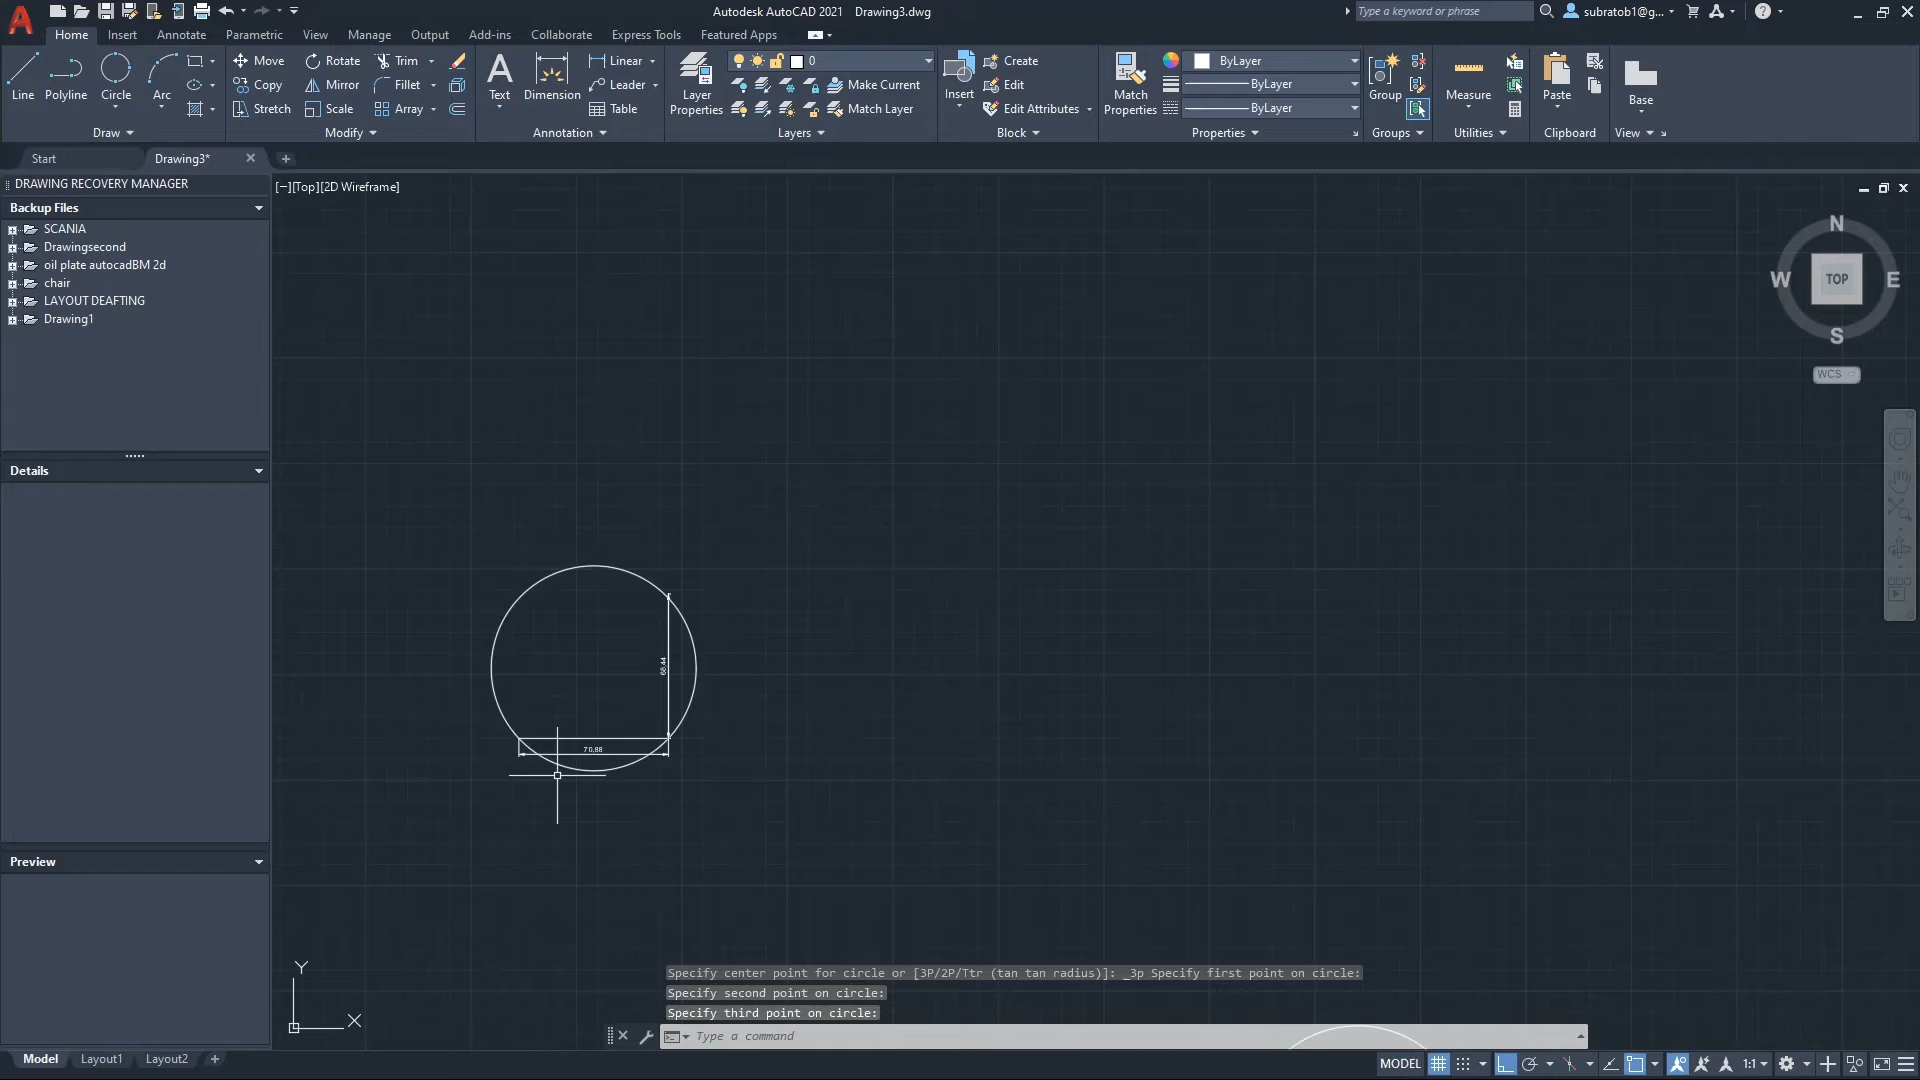 Autodesk AutoCAD 2021 Drawing3.dwg
Type a keyword or phrase
subratob1@g...
Home Insert Annotate Parametric View Manage Output Add-ins Collaborate Express Tools Featured Apps
Line Polyline Circle Arc
Draw
Move Rotate Trim
Copy Mirror Fillet
Stretch Scale Array
Modify
Text Dimension
Linear
Leader
Table
Annotation
Layer Properties
0
Make Current
Match Layer
Layers
Insert
Create
Edit
Edit Attributes
Block
Match Properties
ByLayer
ByLayer
ByLayer
Properties
Group
Groups
Measure
Utilities
Paste
Clipboard
Base
View
Start Drawing3*
DRAWING RECOVERY MANAGER
Backup Files
SCANIA
Drawingsecond
oil plate autocadBM 2d
chair
LAYOUT DEAFTING
Drawing1
Details
Preview
[−][Top][2D Wireframe]
N
W TOP E
S
WCS
68,44
70,88
Y
X
Specify center point for circle or [3P/2P/Ttr (tan tan radius)]: _3p Specify first point on circle:
Specify second point on circle:
Specify third point on circle:
Type a command
Model Layout1 Layout2
MODEL 1:1